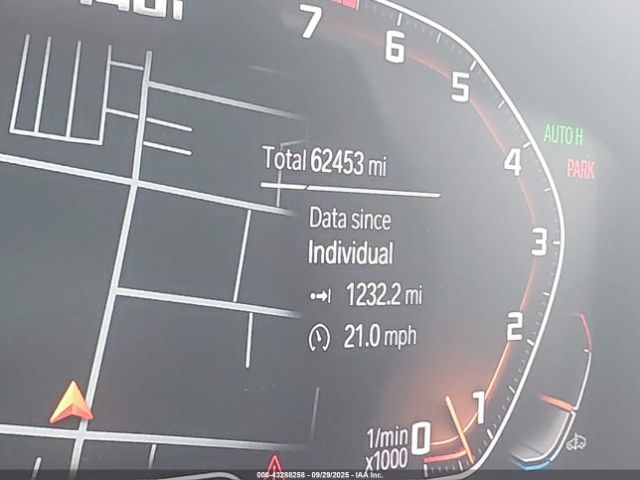 7
6
5
AUTO H
4
PARK
Total 62453 mi
Data since
Individual
3
1232.2 mi
2
21.0 mph
1
1/min
x1000
0
000-43288258 - 09/29/2025 - IAA Inc.